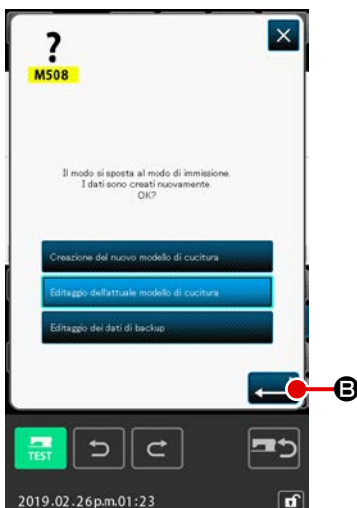 ?
M508
Il modo si sposta al modo di immissione.
I dati sono creati nuovamente.
OK?
Creazione del nuovo modello di cucitura
Editaggio dell'attuale modello di cucitura
Editaggio dei dati di backup
B
TEST
2019.02.26p.m.01:23